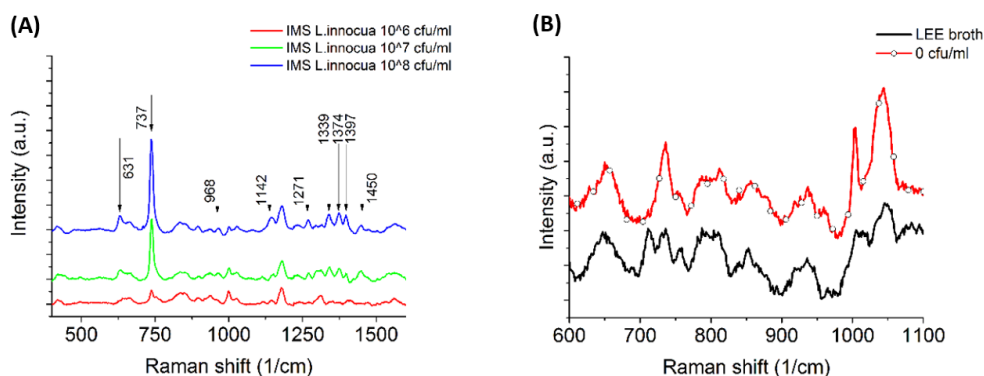 (A)
IMS L.innocua 10^6 cfu/ml
IMS L.innocua 10^7 cfu/ml
IMS L.innocua 10^8 cfu/ml
737
631
968
1142
1271
1339
1374
1397
1450
Intensity (a.u.)
500 750 1000 1250 1500
Raman shift (1/cm)
(B)
LEE broth
0 cfu/ml
Intensity (a.u.)
600 700 800 900 1000 1100
Raman shift (1/cm)